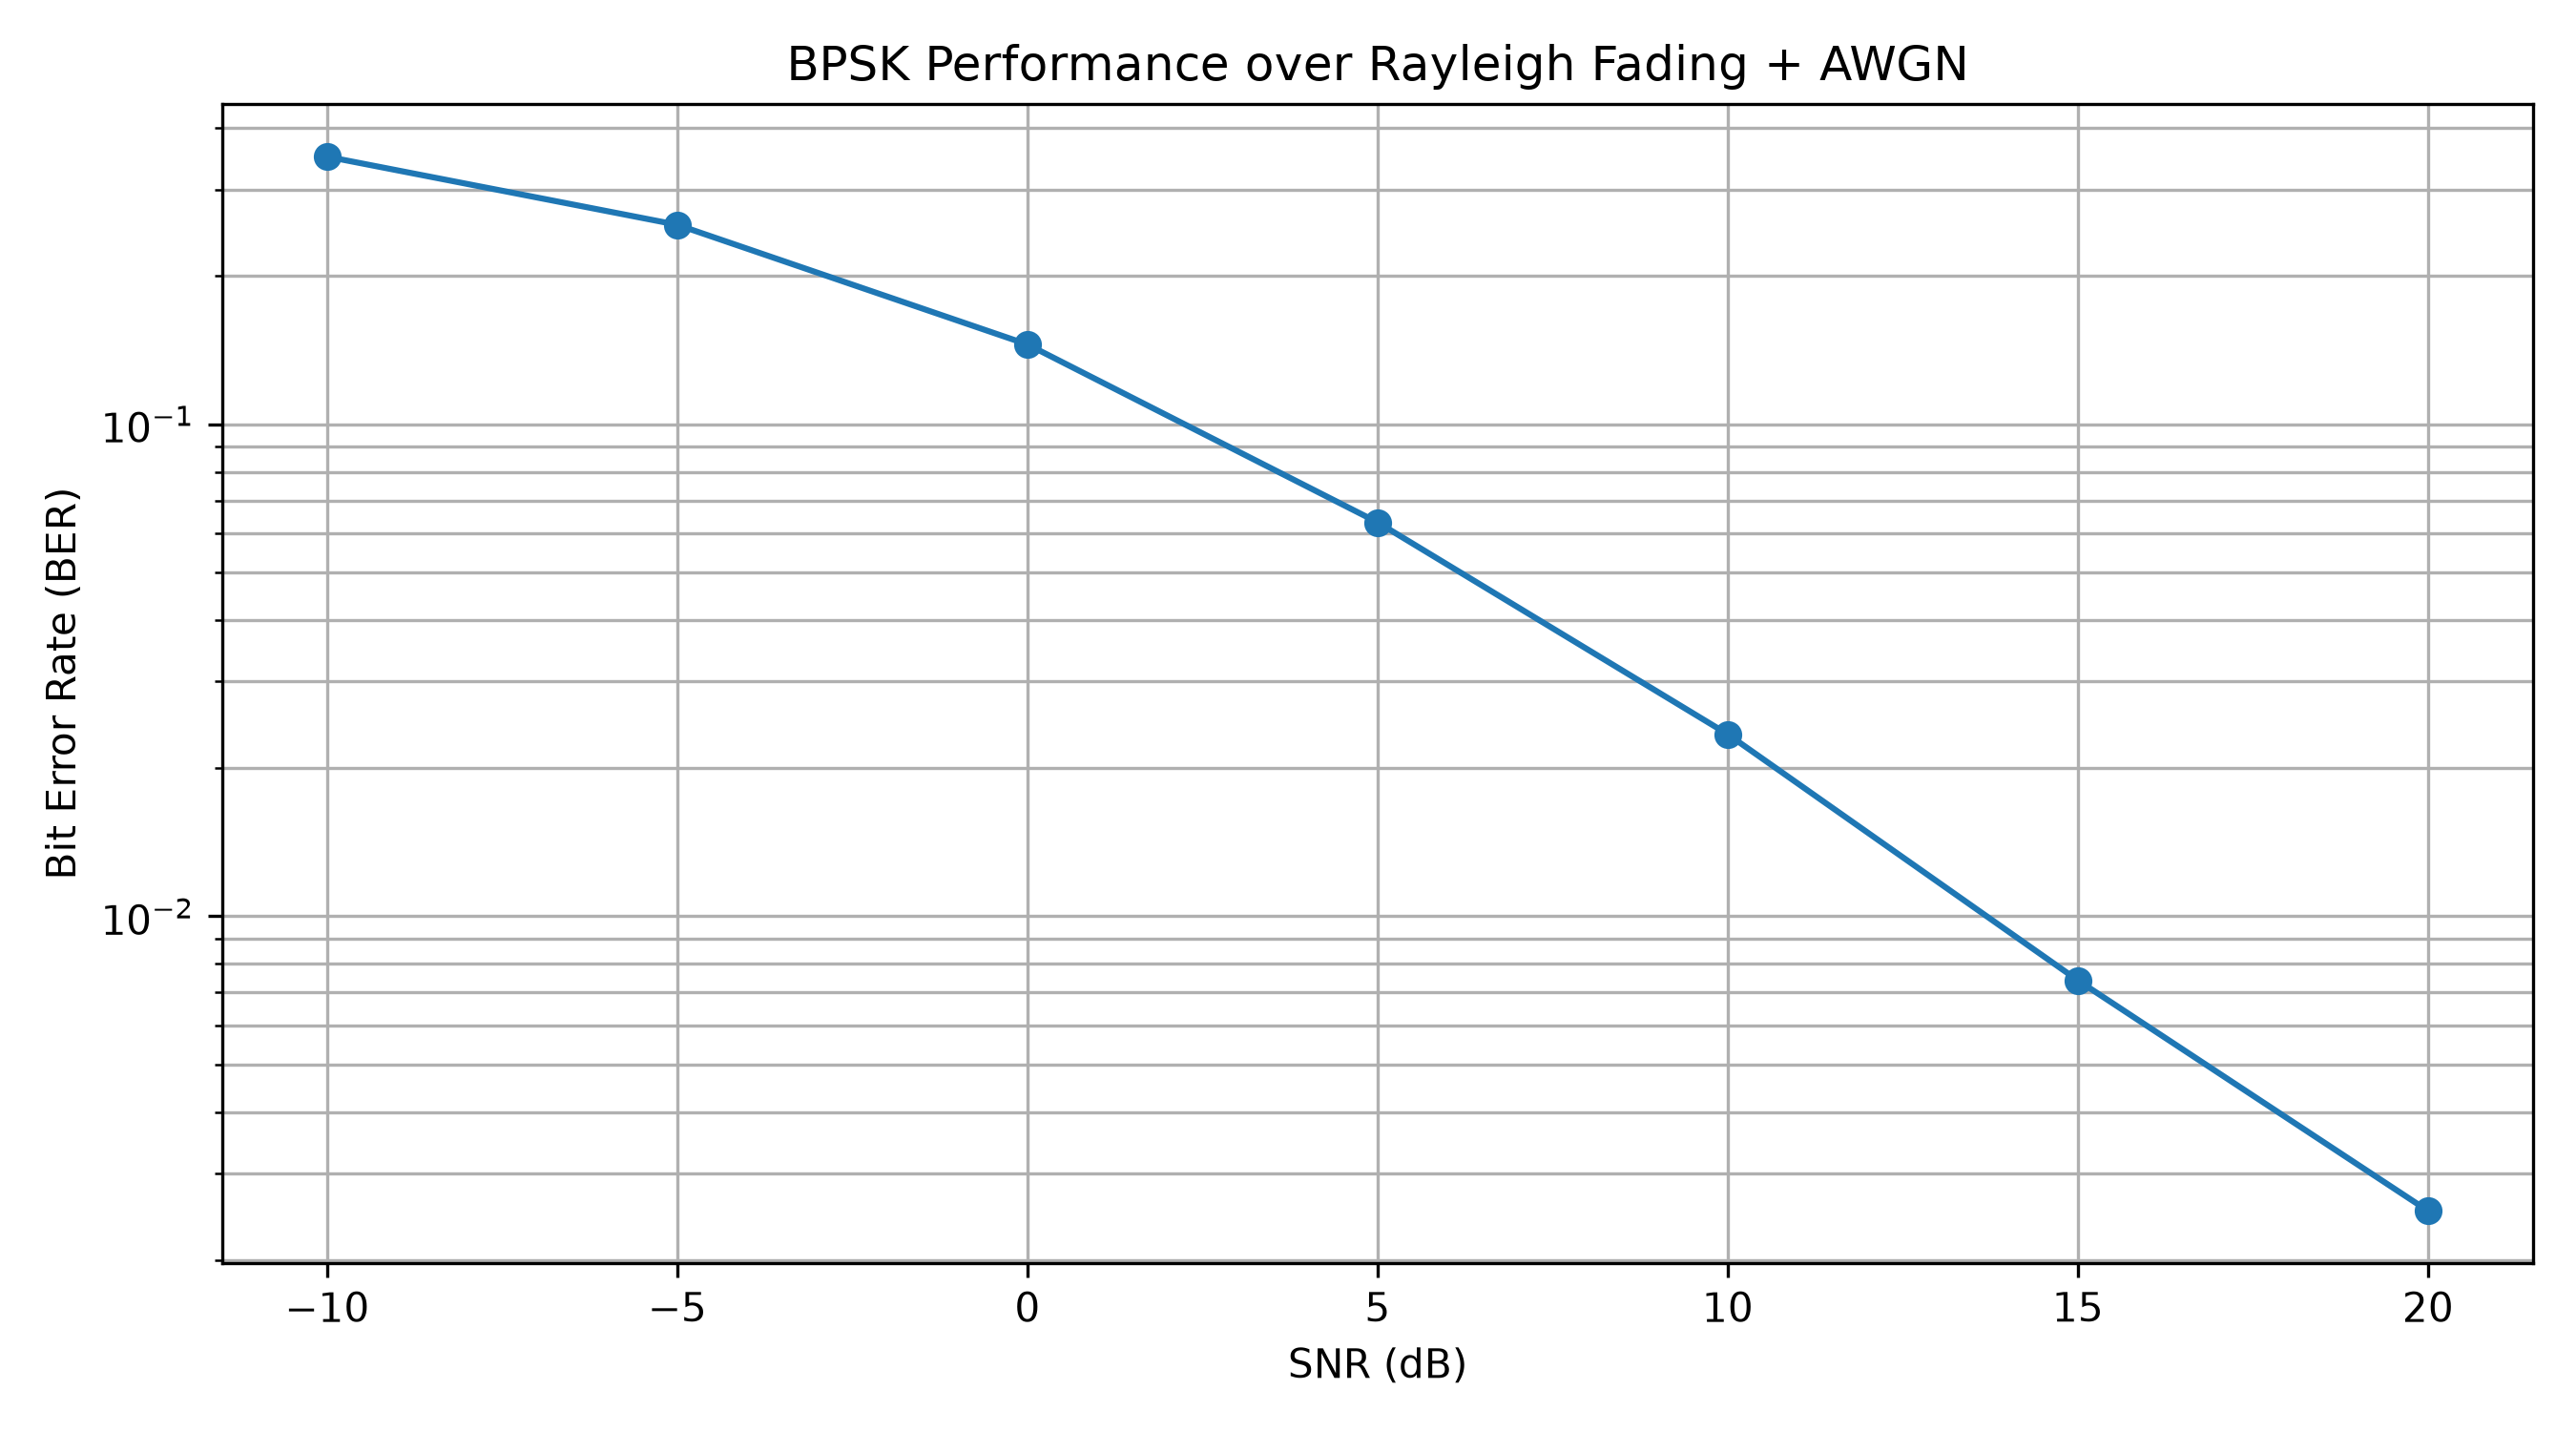 BPSK Performance over Rayleigh Fading + AWGN
Bit Error Rate (BER)
10⁻¹
10⁻²
−10 −5 0 5 10 15 20
SNR (dB)